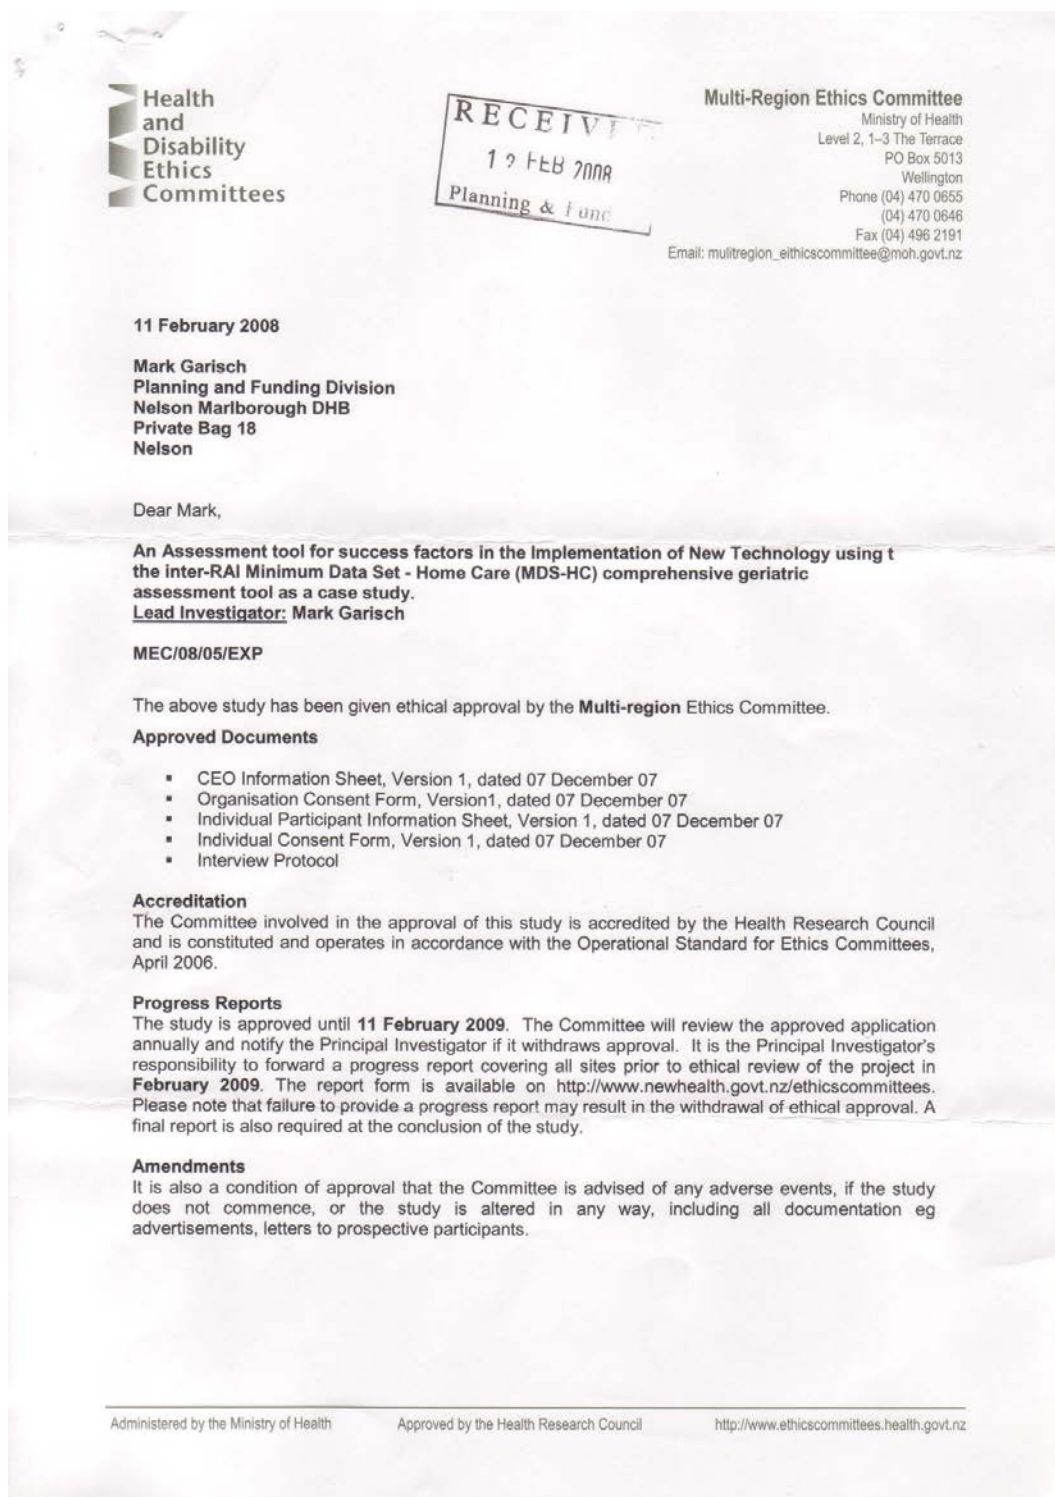 Health
and
Disability
Ethics
Committees
RECEIV
FEB 2008
Planning &
Multi-Region Ethics Committee
Ministry of Health
Level 2, 1–3 The Terrace
PO Box 5013
Wellington
Phone (04) 470 0655
(04) 470 0646
Fax (04) 496 2191
Email: mulitregion_eithicscommittee@moh.govt.nz
11 February 2008
Mark Garisch
Planning and Funding Division
Nelson Marlborough DHB
Private Bag 18
Nelson
Dear Mark,
An Assessment tool for success factors in the Implementation of New Technology using t
the inter-RAI Minimum Data Set - Home Care (MDS-HC) comprehensive geriatric
assessment tool as a case study.
Lead Investigator: Mark Garisch
MEC/08/05/EXP
The above study has been given ethical approval by the Multi-region Ethics Committee.
Approved Documents
▪ CEO Information Sheet, Version 1, dated 07 December 07
▪ Organisation Consent Form, Version1, dated 07 December 07
▪ Individual Participant Information Sheet, Version 1, dated 07 December 07
▪ Individual Consent Form, Version 1, dated 07 December 07
▪ Interview Protocol
Accreditation
The Committee involved in the approval of this study is accredited by the Health Research Council
and is constituted and operates in accordance with the Operational Standard for Ethics Committees,
April 2006.
Progress Reports
The study is approved until 11 February 2009. The Committee will review the approved application
annually and notify the Principal Investigator if it withdraws approval. It is the Principal Investigator's
responsibility to forward a progress report covering all sites prior to ethical review of the project in
February 2009. The report form is available on http://www.newhealth.govt.nz/ethicscommittees.
Please note that failure to provide a progress report may result in the withdrawal of ethical approval. A
final report is also required at the conclusion of the study.
Amendments
It is also a condition of approval that the Committee is advised of any adverse events, if the study
does not commence, or the study is altered in any way, including all documentation eg
advertisements, letters to prospective participants.
Administered by the Ministry of Health
Approved by the Health Research Council
http://www.ethicscommittees.health.govt.nz